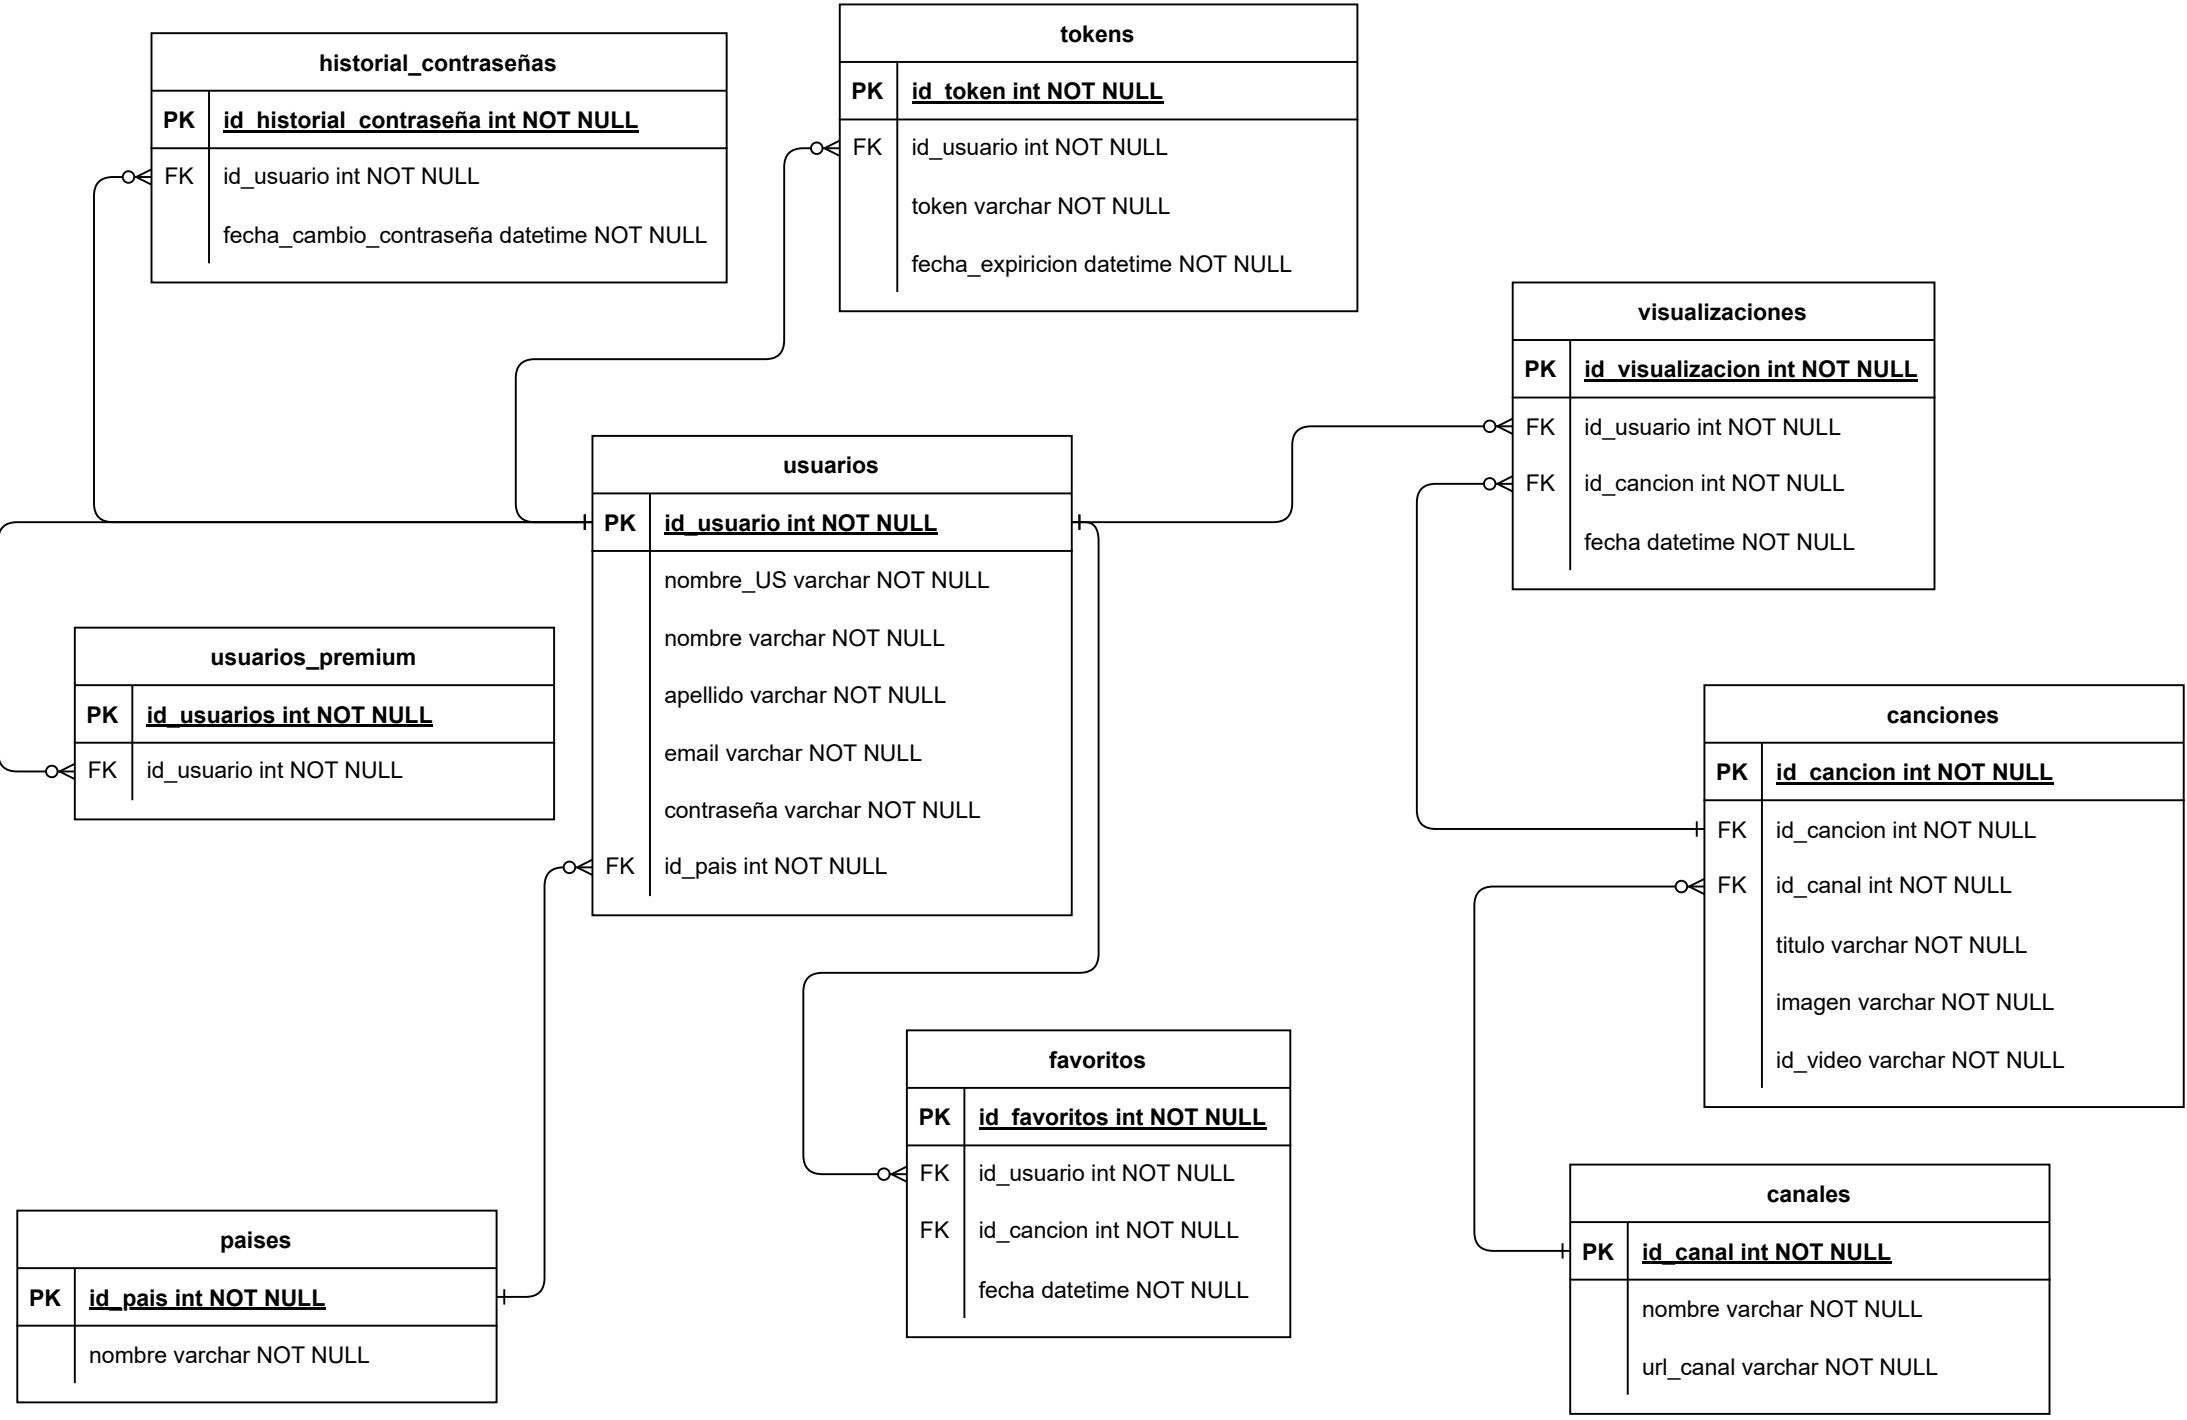 historial_contraseñas
PK id_historial_contraseña int NOT NULL
FK id_usuario int NOT NULL
fecha_cambio_contraseña datetime NOT NULL
tokens
PK id_token int NOT NULL
FK id_usuario int NOT NULL
token varchar NOT NULL
fecha_expiricion datetime NOT NULL
visualizaciones
PK id_visualizacion int NOT NULL
FK id_usuario int NOT NULL
FK id_cancion int NOT NULL
fecha datetime NOT NULL
usuarios
PK id_usuario int NOT NULL
nombre_US varchar NOT NULL
nombre varchar NOT NULL
apellido varchar NOT NULL
email varchar NOT NULL
contraseña varchar NOT NULL
FK id_pais int NOT NULL
usuarios_premium
PK id_usuarios int NOT NULL
FK id_usuario int NOT NULL
canciones
PK id_cancion int NOT NULL
FK id_cancion int NOT NULL
FK id_canal int NOT NULL
titulo varchar NOT NULL
imagen varchar NOT NULL
id_video varchar NOT NULL
favoritos
PK id_favoritos int NOT NULL
FK id_usuario int NOT NULL
FK id_cancion int NOT NULL
fecha datetime NOT NULL
canales
PK id_canal int NOT NULL
nombre varchar NOT NULL
url_canal varchar NOT NULL
paises
PK id_pais int NOT NULL
nombre varchar NOT NULL